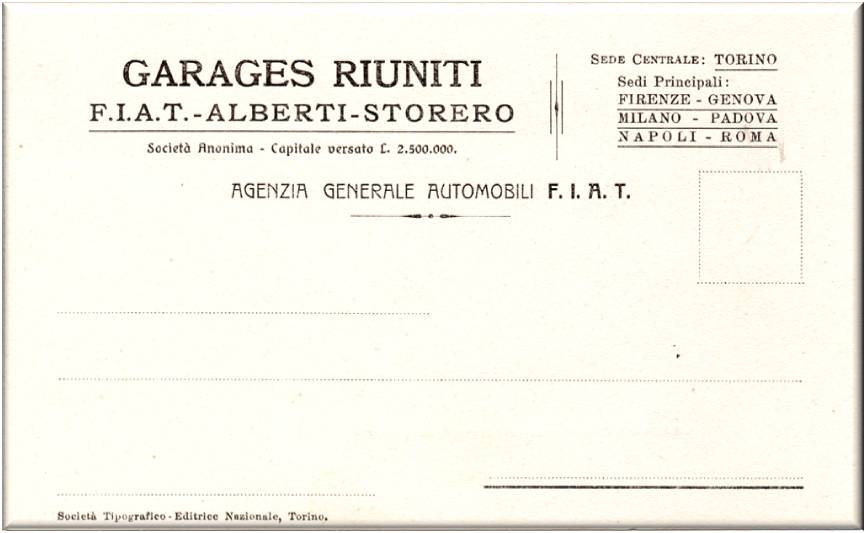 GARAGES RIUNITI
F.I.A.T.-ALBERTI-STORERO
Società Anonima - Capitale versato £. 2.500.000.
SEDE CENTRALE: TORINO
Sedi Principali:
FIRENZE - GENOVA
MILANO - PADOVA
NAPOLI - ROMA
AGENZIA GENERALE AUTOMOBILI F. I. A. T.
Società Tipografico-Editrice Nazionale, Torino.